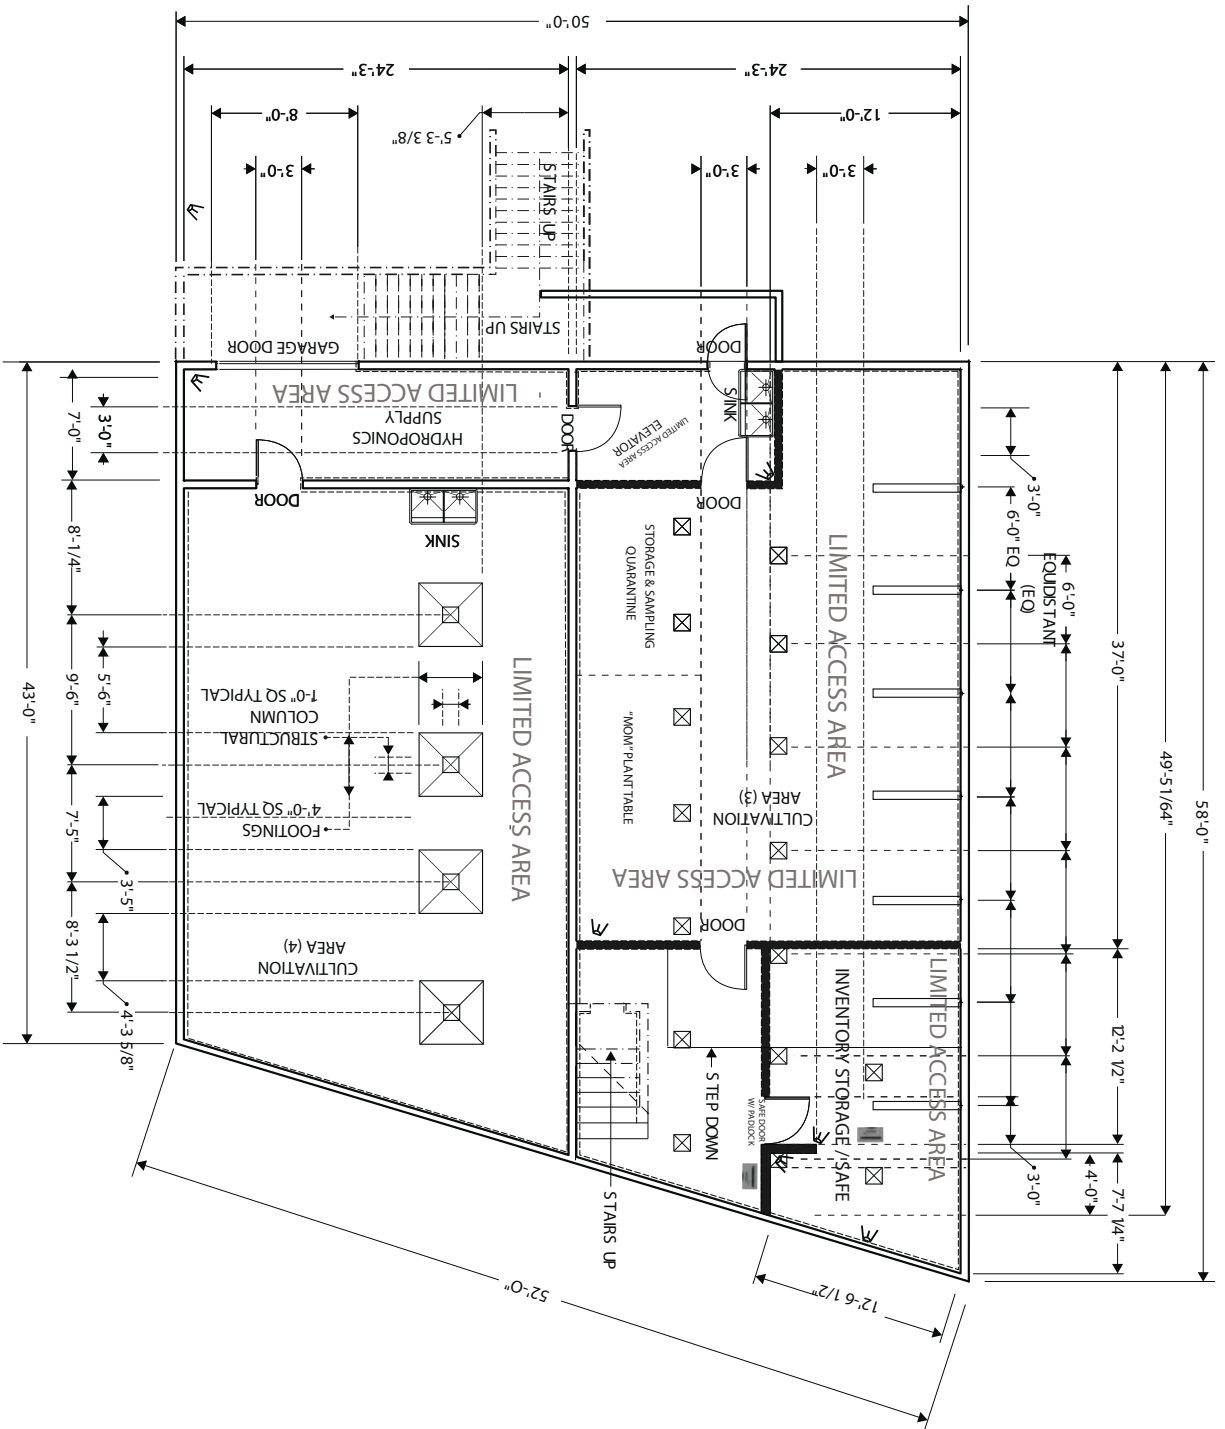 50'-0"
24'-3"
24'-3"
8'-0"
5'-3 3/8"
12'-0"
3'-0"
3'-0"
3'-0"
STAIRS UP
STAIRS UP
GARAGE DOOR
DOOR
LIMITED ACCESS AREA
HYDROPONICS
SUPPLY
DOOR
ELEVATOR
LIMITED ACCESS AREA
SINK
DOOR
DOOR
SINK
7'-0"
3'-0"
8'-1/4"
9'-6"
5'-6"
43'-0"
7'-5"
3'-5"
8'-3 1/2"
4'-3 5/8"
STRUCTURAL
COLUMN
1-0" SQ TYPICAL
FOOTINGS
4'-0" SQ TYPICAL
LIMITED ACCESS AREA
CULTIVATION
AREA (4)
STORAGE & SAMPLING
QUARANTINE
"MOM" PLANT TABLE
LIMITED ACCESS AREA
CULTIVATION
AREA (3)
LIMITED ACCESS AREA
DOOR
3'-0"
6'-0" EQ
EQUIDISTANT
(EQ)
6'-0"
37'-0"
49'-51/64"
58'-0"
12'-2 1/2"
3'-0"
4'-0"
7'-7 1/4"
INVENTORY STORAGE / SAFE
LIMITED ACCESS AREA
SAFE DOOR
W/ PADLOCK
STEP DOWN
STAIRS UP
52'-0"
12'-6 1/2"